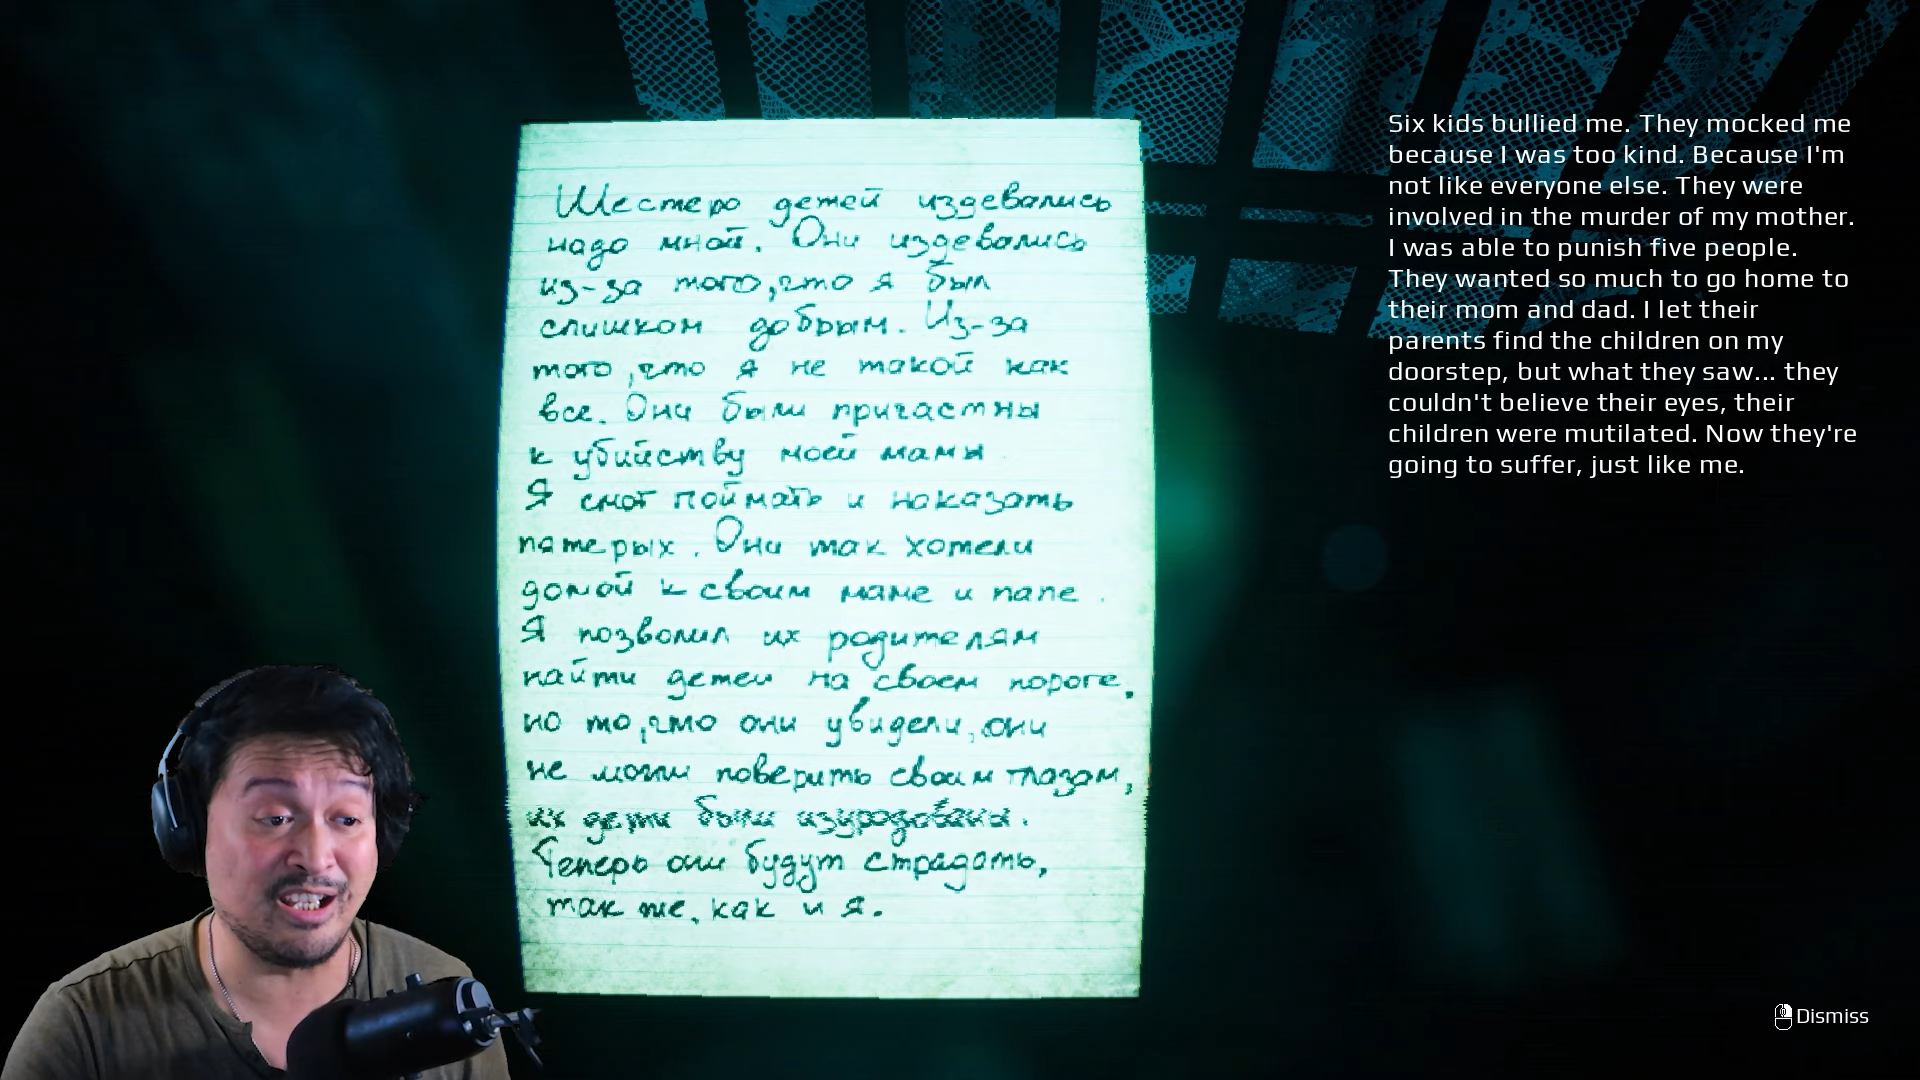 Шестеро детей издевались
надо мной. Они издевались
из-за того, что я был
слишком добрым. Из-за
того, что я не такой как
все. Они были причастны
к убийству моей мамы
Я смог поймать и наказать
пятерых. Они так хотели
домой к своим маме и папе.
Я позволил их родителям
найти детей на своем пороге,
но то, что они увидели, они
не могли поверить своим глазам,
их дети были изуродованы.
Теперь они будут страдать,
так же, как и я.
Six kids bullied me. They mocked me
because I was too kind. Because I'm
not like everyone else. They were
involved in the murder of my mother.
I was able to punish five people.
They wanted so much to go home to
their mom and dad. I let their
parents find the children on my
doorstep, but what they saw... they
couldn't believe their eyes, their
children were mutilated. Now they're
going to suffer, just like me.
Dismiss